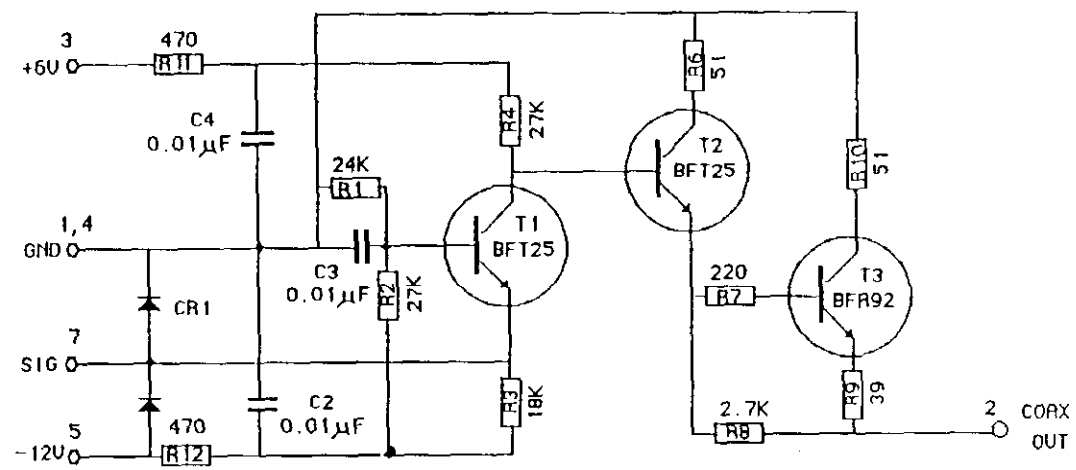 3
+6V
470
R11
C4
0.01µF
24K
R1
R4
27K
T1
BFT25
R6
51
T2
BFT25
R10
51
1,4
GND
C3
0.01µF
R2
27K
CR1
7
SIG
220
R7
T3
BFR92
R3
18K
R9
39
C2
0.01µF
5
-12V
470
R12
2.7K
R8
2
COAX
OUT